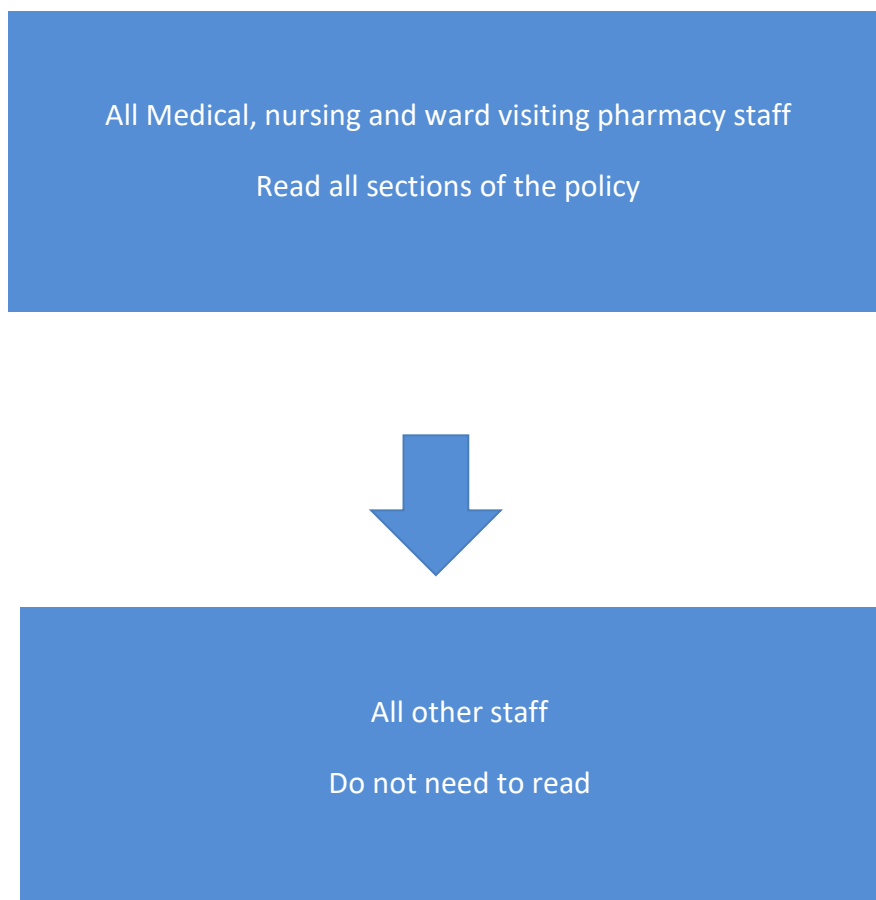 All Medical, nursing and ward visiting pharmacy staff
Read all sections of the policy
All other staff
Do not need to read